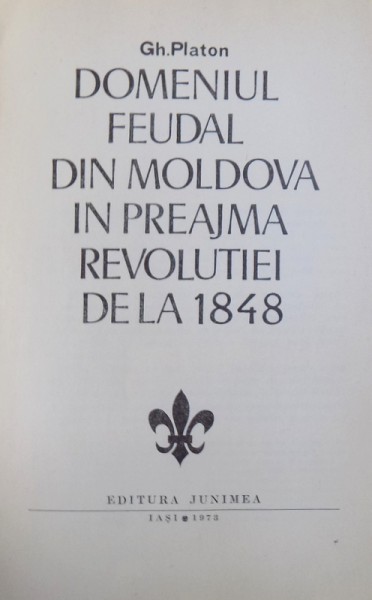 Gh.Platon
DOMENIUL
FEUDAL
DIN MOLDOVA
IN PREAJMA
REVOLUTIEI
DE LA 1848
EDITURA JUNIMEA
IAȘI 1973